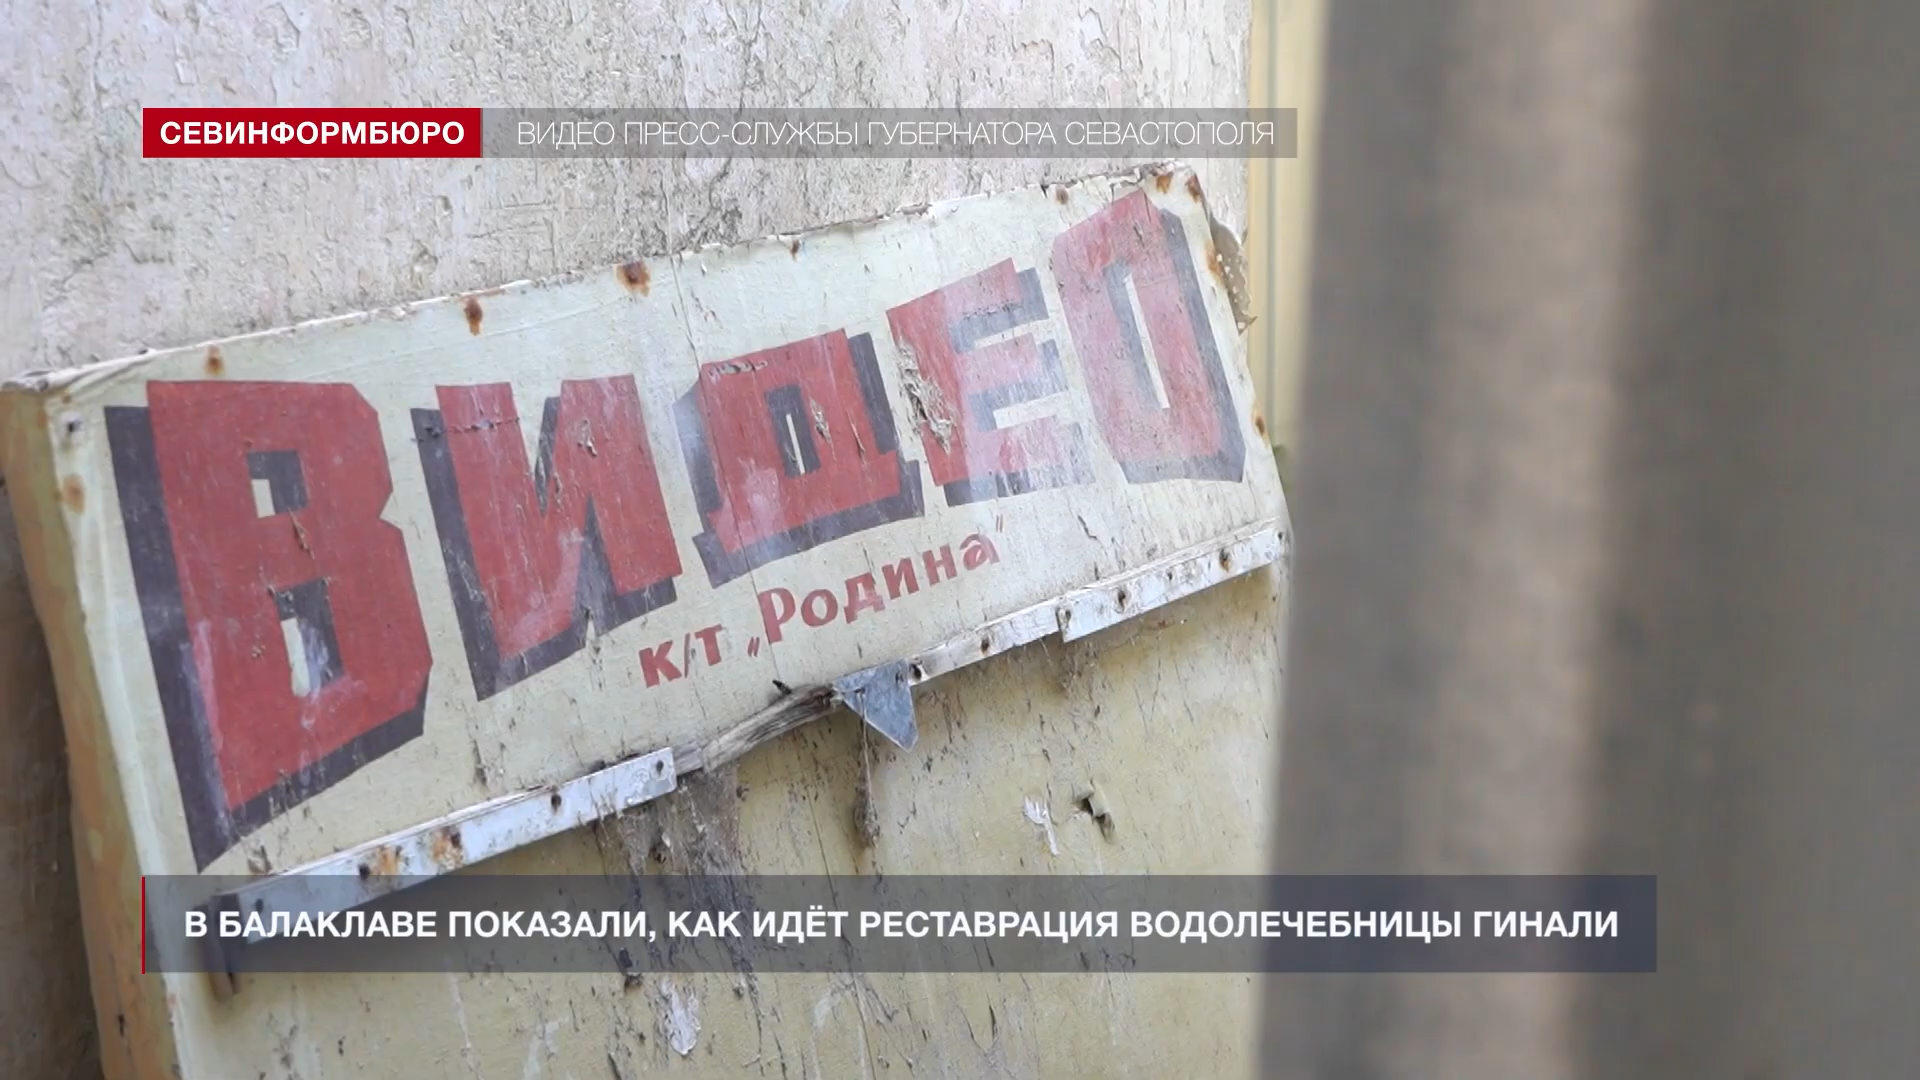 СЕВИНФОРМБЮРО
ВИДЕО ПРЕСС-СЛУЖБЫ ГУБЕРНАТОРА СЕВАСТОПОЛЯ
ВИДЕО
к/т „Родина"
В БАЛАКЛАВЕ ПОКАЗАЛИ, КАК ИДЁТ РЕСТАВРАЦИЯ ВОДОЛЕЧЕБНИЦЫ ГИНАЛИ